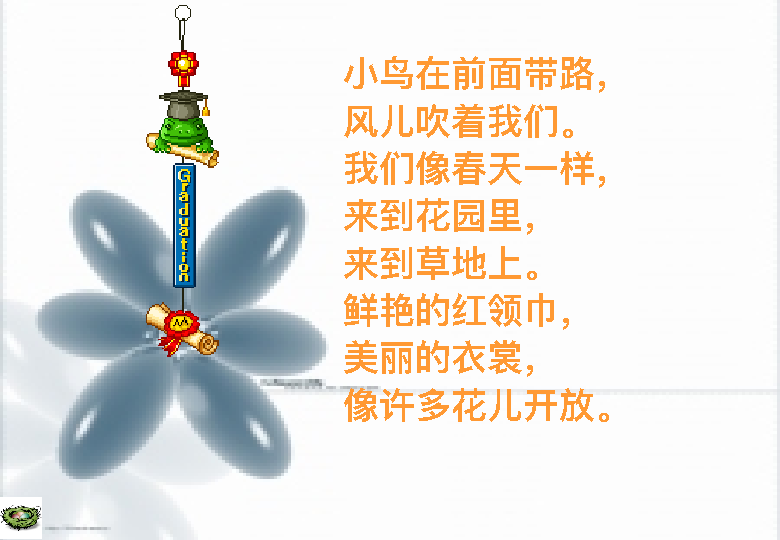 小鸟在前面带路，
风儿吹着我们。
我们像春天一样，
来到花园里，
来到草地上。
鲜艳的红领巾，
美丽的衣裳，
像许多花儿开放。
Graduation